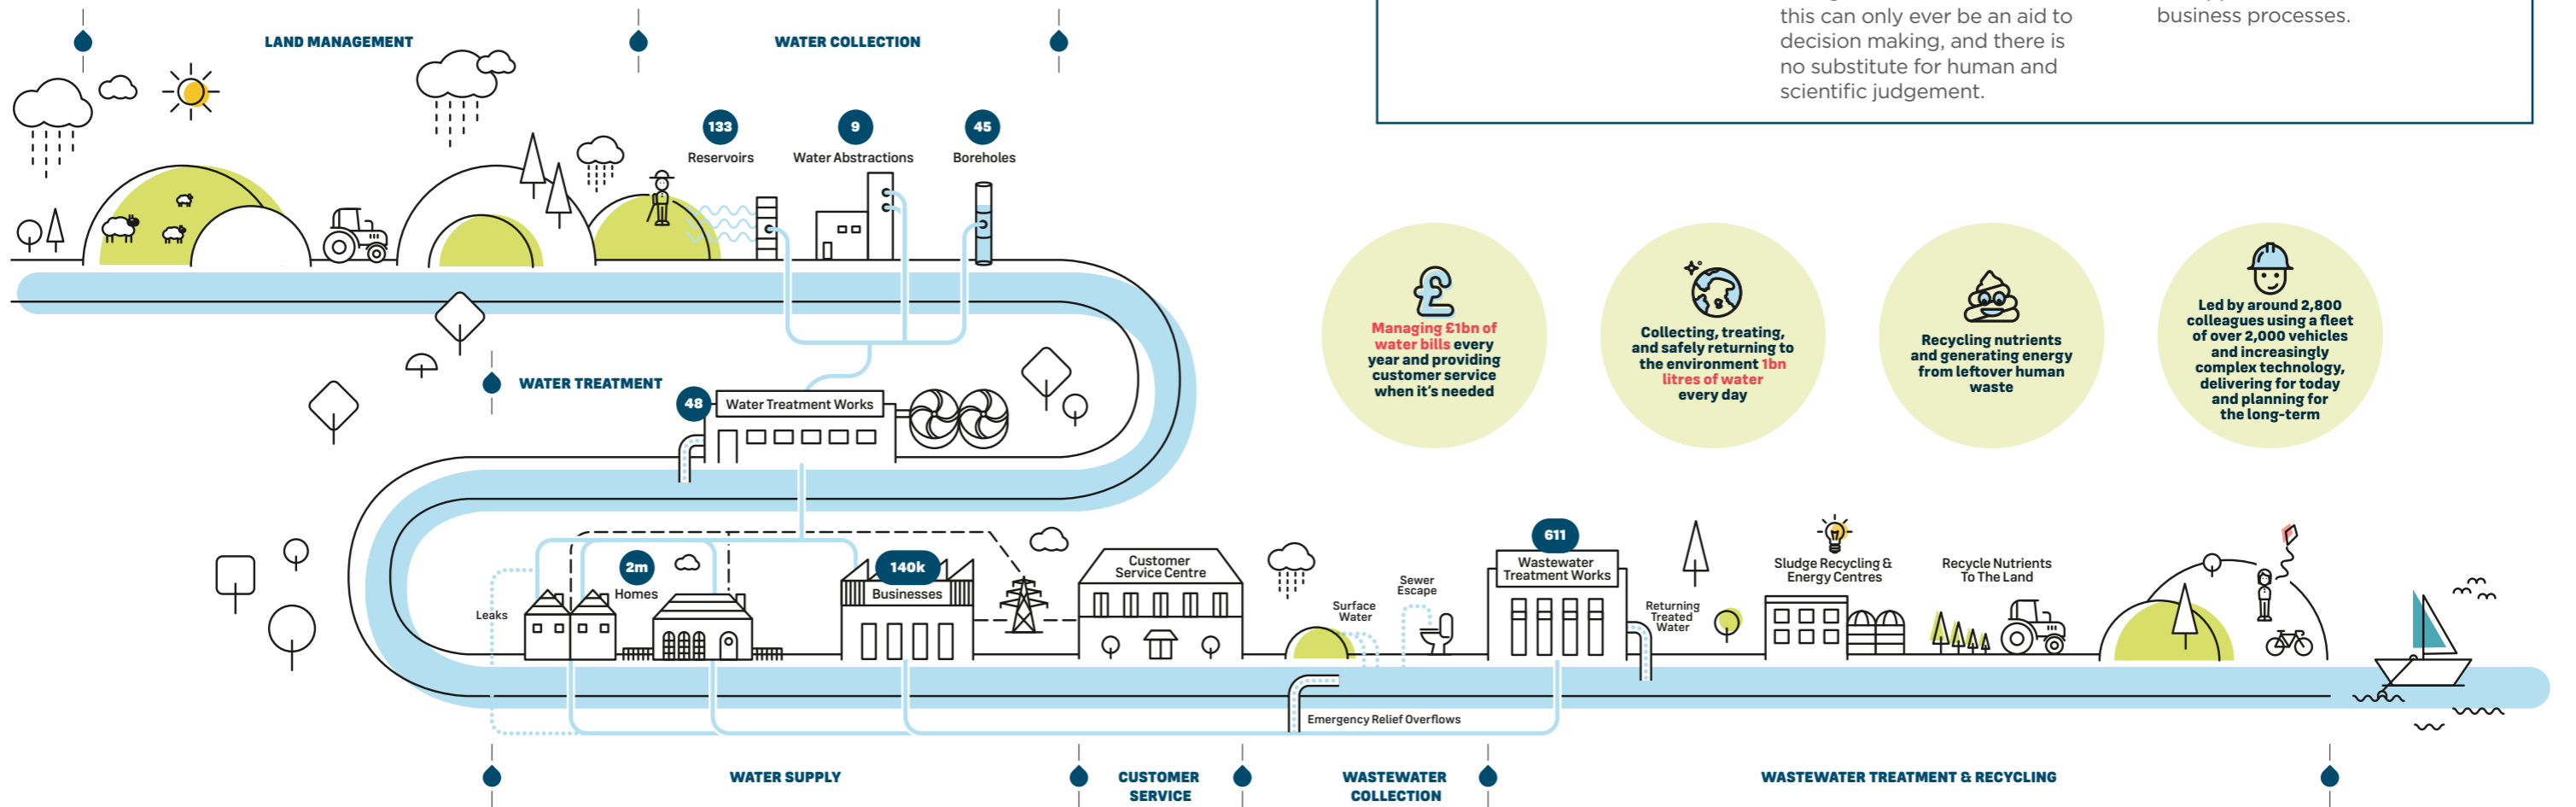 this can only ever be an aid to
decision making, and there is
no substitute for human and
scientific judgement.
business processes.
LAND MANAGEMENT
WATER COLLECTION
133
Reservoirs
9
Water Abstractions
45
Boreholes
WATER TREATMENT
48
Water Treatment Works
Managing £1bn of
water bills every
year and providing
customer service
when it's needed
Collecting, treating,
and safely returning to
the environment 1bn
litres of water
every day
Recycling nutrients
and generating energy
from leftover human
waste
Led by around 2,800
colleagues using a fleet
of over 2,000 vehicles
and increasingly
complex technology,
delivering for today
and planning for
the long-term
Leaks
2m
Homes
140k
Businesses
Customer
Service Centre
Surface
Water
Sewer
Escape
611
Wastewater
Treatment Works
Returning
Treated
Water
Sludge Recycling &
Energy Centres
Recycle Nutrients
To The Land
Emergency Relief Overflows
WATER SUPPLY
CUSTOMER
SERVICE
WASTEWATER
COLLECTION
WASTEWATER TREATMENT & RECYCLING